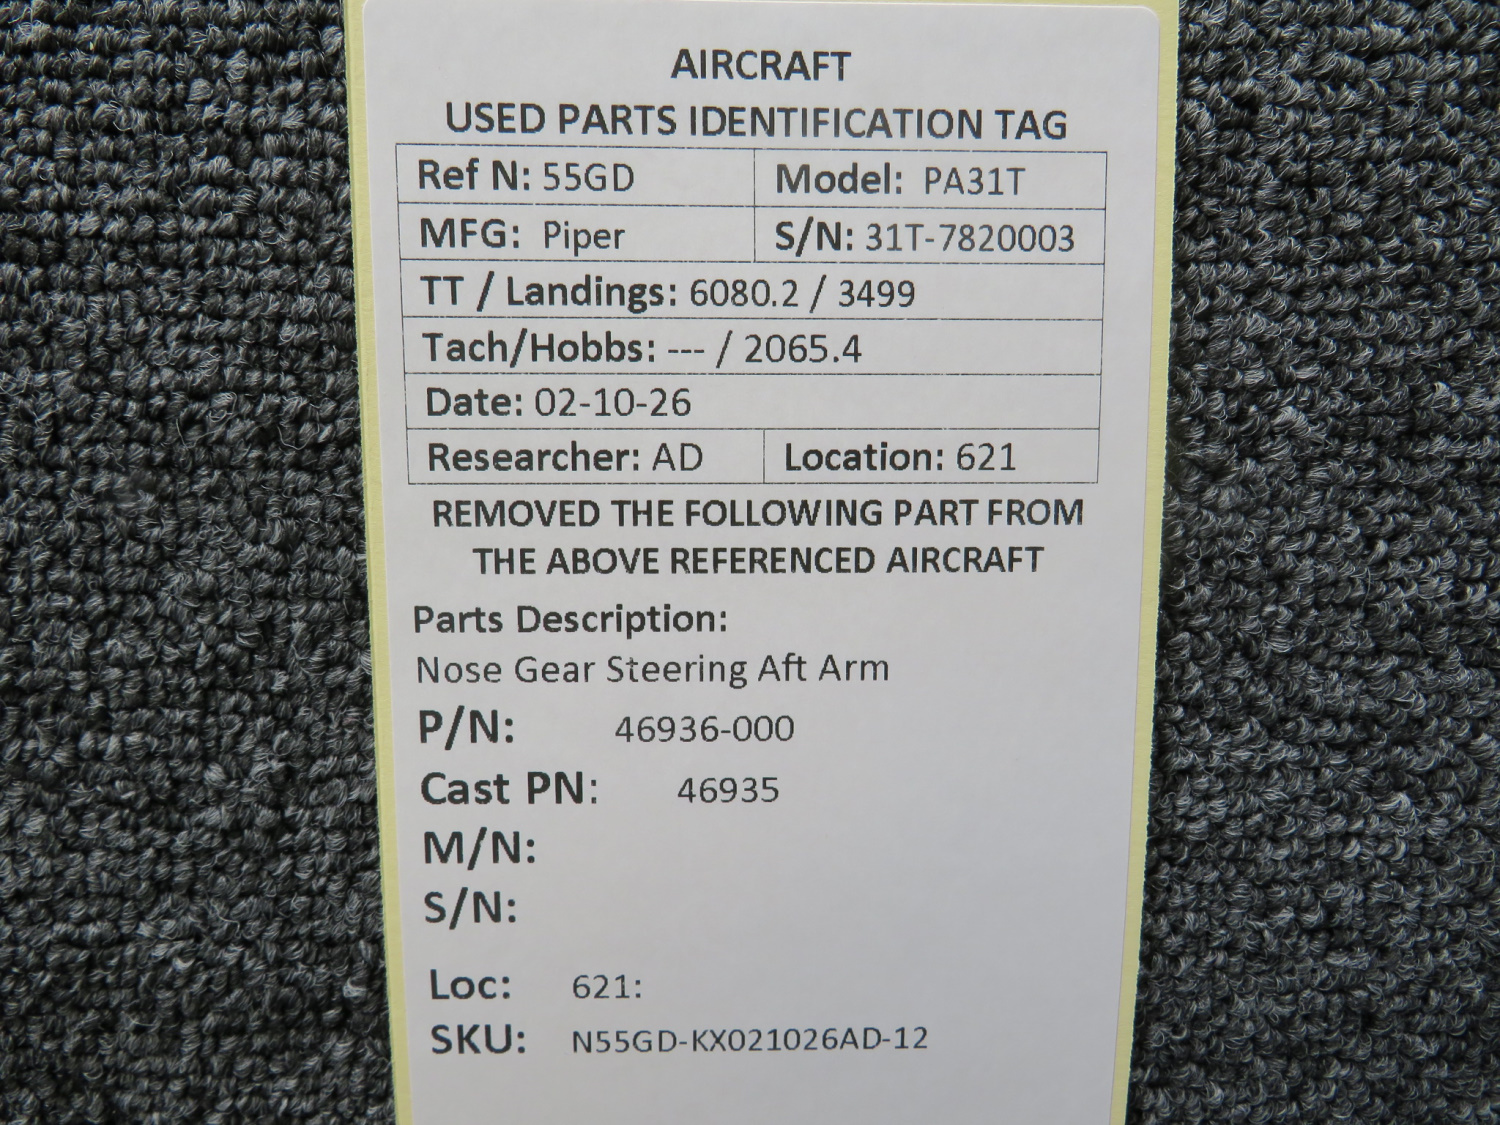 AIRCRAFT
USED PARTS IDENTIFICATION TAG
Ref N: 55GD Model: PA31T
MFG: Piper S/N: 31T-7820003
TT / Landings: 6080.2 / 3499
Tach/Hobbs: --- / 2065.4
Date: 02-10-26
Researcher: AD Location: 621
REMOVED THE FOLLOWING PART FROM
THE ABOVE REFERENCED AIRCRAFT
Parts Description:
Nose Gear Steering Aft Arm
P/N: 46936-000
Cast PN: 46935
M/N:
S/N:
Loc: 621:
SKU: N55GD-KX021026AD-12